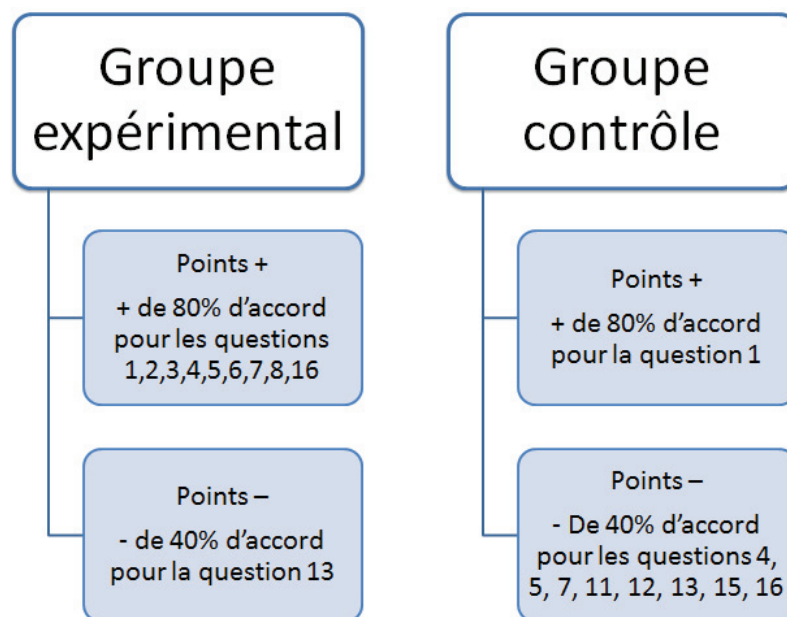 Groupe
expérimental
Points +
+ de 80% d'accord
pour les questions
1,2,3,4,5,6,7,8,16
Points –
- de 40% d'accord
pour la question 13
Groupe
contrôle
Points +
+ de 80% d'accord
pour la question 1
Points –
- De 40% d'accord
pour les questions 4,
5, 7, 11, 12, 13, 15, 16